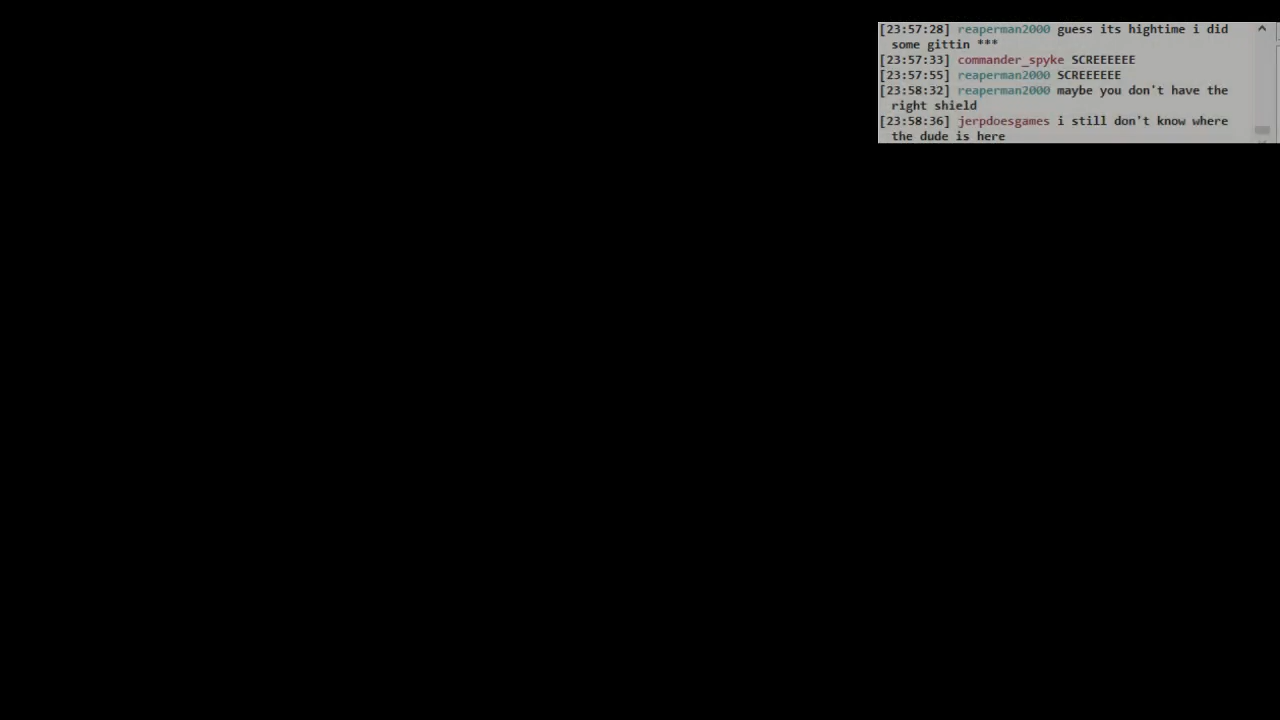 [23:57:28] reaperman2000 guess its hightime i did
some gittin ***
[23:57:33] commander_spyke SCREEEEEE
[23:57:55] reaperman2000 SCREEEEEE
[23:58:32] reaperman2000 maybe you don't have the
right shield
[23:58:36] jerpdoesgames i still don't know where
the dude is here